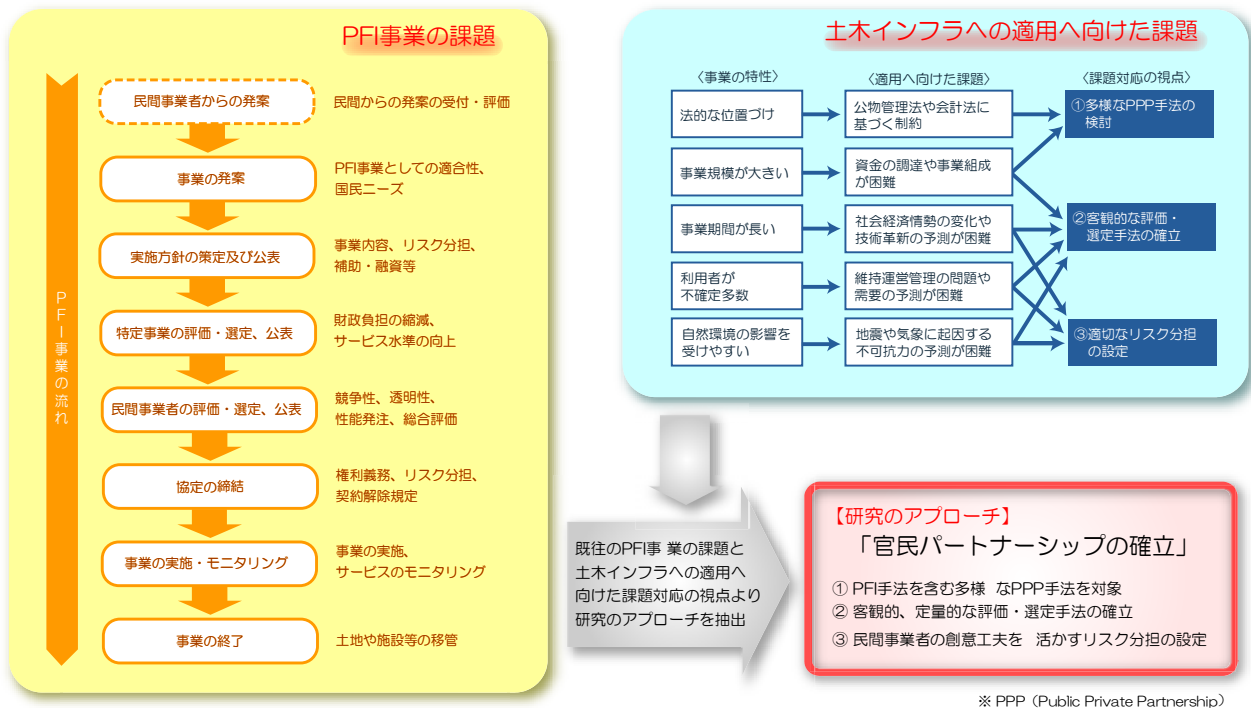 PFI事業の課題
PFI事業の流れ
民間事業者からの発案
民間からの発案の受付・評価
事業の発案
PFI事業としての適合性、
国民ニーズ
実施方針の策定及び公表
事業内容、リスク分担、
補助・融資等
特定事業の評価・選定、公表
財政負担の縮減、
サービス水準の向上
民間事業者の評価・選定、公表
競争性、透明性、
性能発注、総合評価
協定の締結
権利義務、リスク分担、
契約解除規定
事業の実施・モニタリング
事業の実施、
サービスのモニタリング
事業の終了
土地や施設等の移管
土木インフラへの適用へ向けた課題
〈事業の特性〉
〈適用へ向けた課題〉
〈課題対応の視点〉
法的な位置づけ
公物管理法や会計法に
基づく制約
①多様なPPP手法の
検討
事業規模が大きい
資金の調達や事業組成
が困難
事業期間が長い
社会経済情勢の変化や
技術革新の予測が困難
②客観的な評価・
選定手法の確立
利用者が
不確定多数
維持運営管理の問題や
需要の予測が困難
自然環境の影響を
受けやすい
地震や気象に起因する
不可抗力の予測が困難
③適切なリスク分担
の設定
既往のPFI事 業の課題と
土木インフラへの適用へ
向けた課題対応の視点より
研究のアプローチを抽出
【研究のアプローチ】
「官民パートナーシップの確立」
① PFI手法を含む多様 なPPP手法を対象
② 客観的、定量的な評価・選定手法の確立
③ 民間事業者の創意工夫を 活かすリスク分担の設定
※ PPP（Public Private Partnership）